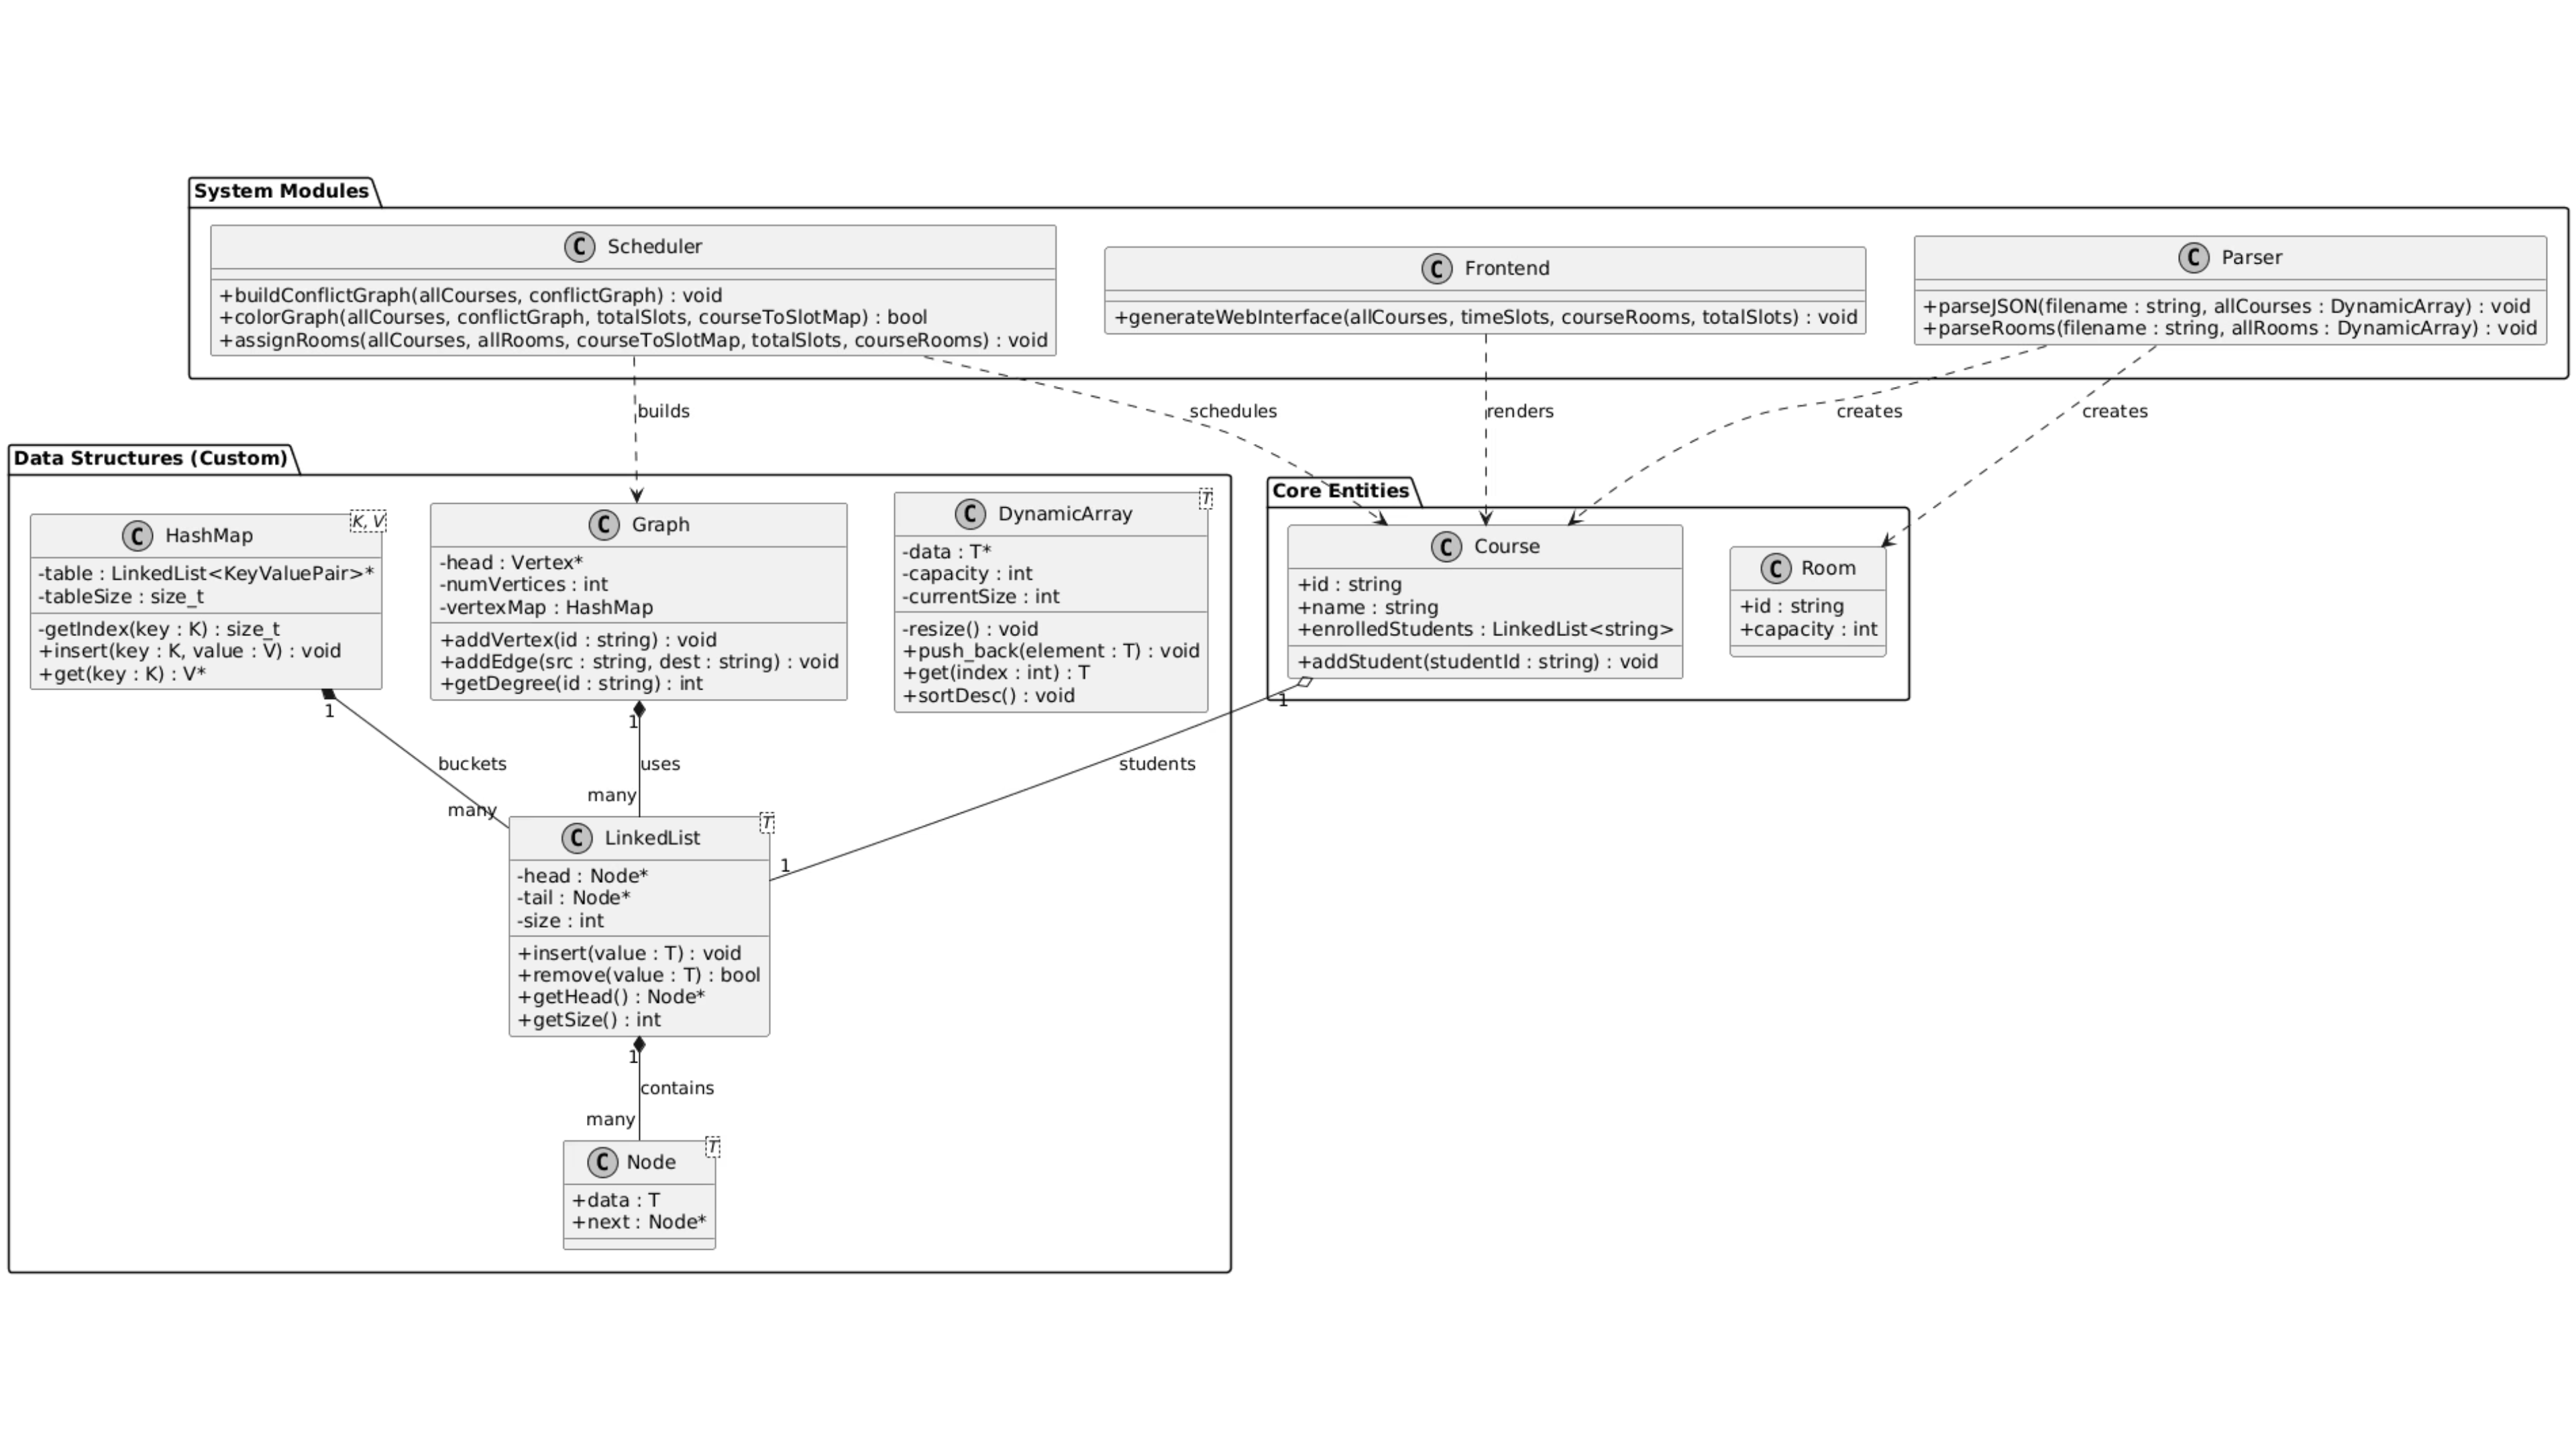 System Modules
C Scheduler
+buildConflictGraph(allCourses, conflictGraph) : void
+colorGraph(allCourses, conflictGraph, totalSlots, courseToSlotMap) : bool
+assignRooms(allCourses, allRooms, courseToSlotMap, totalSlots, courseRooms) : void
C Frontend
+generateWebInterface(allCourses, timeSlots, courseRooms, totalSlots) : void
C Parser
+parseJSON(filename : string, allCourses : DynamicArray) : void
+parseRooms(filename : string, allRooms : DynamicArray) : void
builds
schedules
renders
creates
creates
Data Structures (Custom)
C HashMap
K, V
-table : LinkedList<KeyValuePair>*
-tableSize : size_t
-getIndex(key : K) : size_t
+insert(key : K, value : V) : void
+get(key : K) : V*
C Graph
-head : Vertex*
-numVertices : int
-vertexMap : HashMap
+addVertex(id : string) : void
+addEdge(src : string, dest : string) : void
+getDegree(id : string) : int
C DynamicArray
T
-data : T*
-capacity : int
-currentSize : int
-resize() : void
+push_back(element : T) : void
+get(index : int) : T
+sortDesc() : void
Core Entities
C Course
+id : string
+name : string
+enrolledStudents : LinkedList<string>
+addStudent(studentId : string) : void
C Room
+id : string
+capacity : int
1
1
1
buckets
uses
students
many
many
1
C LinkedList
T
-head : Node*
-tail : Node*
-size : int
+insert(value : T) : void
+remove(value : T) : bool
+getHead() : Node*
+getSize() : int
1
contains
many
C Node
T
+data : T
+next : Node*